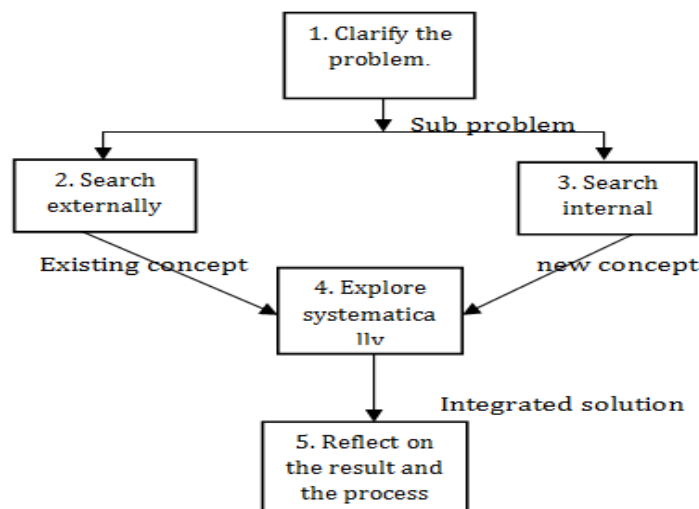 1. Clarify the
problem.
Sub problem
2. Search
externally
3. Search
internal
Existing concept
new concept
4. Explore
systematica
lly
Integrated solution
5. Reflect on
the result and
the process